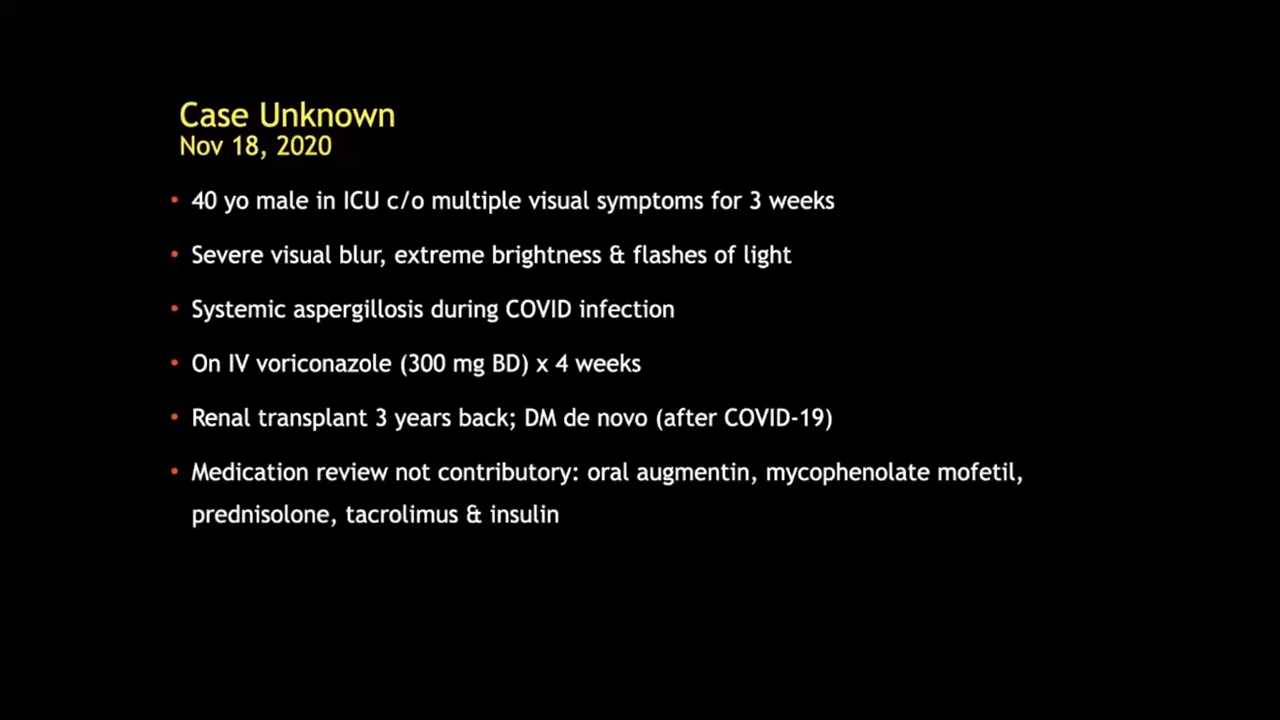 Case Unknown
Nov 18, 2020
• 40 yo male in ICU c/o multiple visual symptoms for 3 weeks
• Severe visual blur, extreme brightness & flashes of light
• Systemic aspergillosis during COVID infection
• On IV voriconazole (300 mg BD) x 4 weeks
• Renal transplant 3 years back; DM de novo (after COVID-19)
• Medication review not contributory: oral augmentin, mycophenolate mofetil,
prednisolone, tacrolimus & insulin